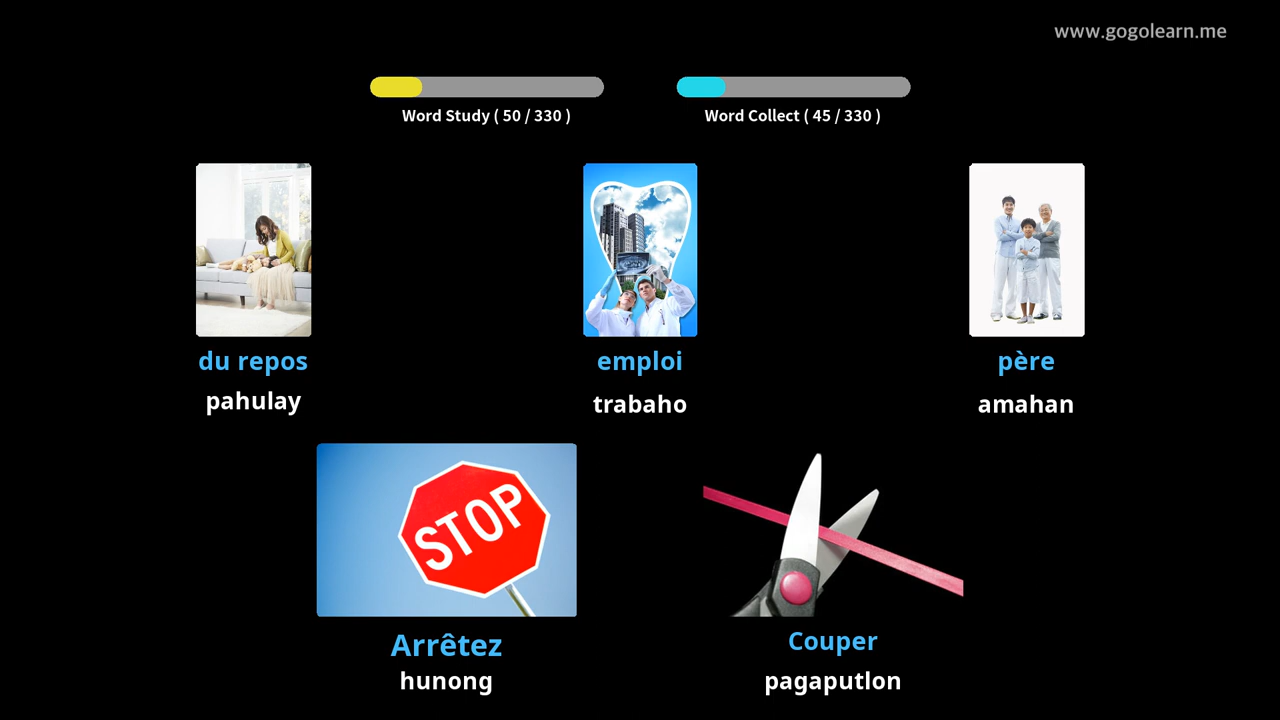 www.gogolearn.me
Word Study ( 50 / 330 )
Word Collect ( 45 / 330 )
du repos
pahulay
emploi
trabaho
père
amahan
STOP
Arrêtez
hunong
Couper
pagaputlon